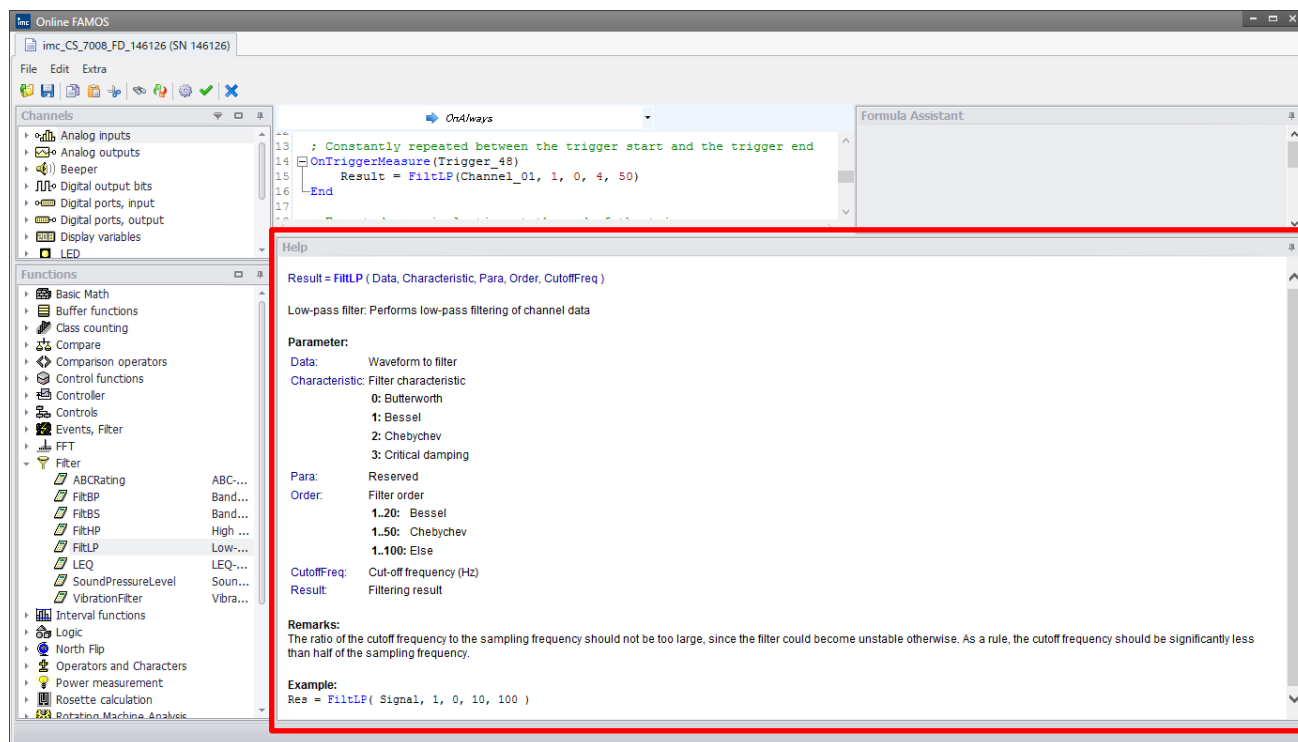 imc Online FAMOS
imc_CS_7008_FD_146126 (SN 146126)
File Edit Extra
Channels
Analog inputs
Analog outputs
Beeper
Digital output bits
Digital ports, input
Digital ports, output
Display variables
LED
Functions
Basic Math
Buffer functions
Class counting
Compare
Comparison operators
Control functions
Controller
Controls
Events, Filter
FFT
Filter
ABCRating ABC-...
FiltBP Band...
FiltBS Band...
FiltHP High ...
FiltLP Low-...
LEQ LEQ-...
SoundPressureLevel Soun...
VibrationFilter Vibra...
Interval functions
Logic
North Flip
Operators and Characters
Power measurement
Rosette calculation
Rotating Machine Analysis
OnAlways
13 ; Constantly repeated between the trigger start and the trigger end
14 OnTriggerMeasure(Trigger_48)
15 Result = FiltLP(Channel_01, 1, 0, 4, 50)
16 End
17
Formula Assistant
Help
Result = FiltLP ( Data, Characteristic, Para, Order, CutoffFreq )
Low-pass filter: Performs low-pass filtering of channel data
Parameter:
Data: Waveform to filter
Characteristic: Filter characteristic
0: Butterworth
1: Bessel
2: Chebychev
3: Critical damping
Para: Reserved
Order: Filter order
1..20: Bessel
1..50: Chebychev
1..100: Else
CutoffFreq: Cut-off frequency (Hz)
Result: Filtering result
Remarks:
The ratio of the cutoff frequency to the sampling frequency should not be too large, since the filter could become unstable otherwise. As a rule, the cutoff frequency should be significantly less
than half of the sampling frequency.
Example:
Res = FiltLP( Signal, 1, 0, 10, 100 )